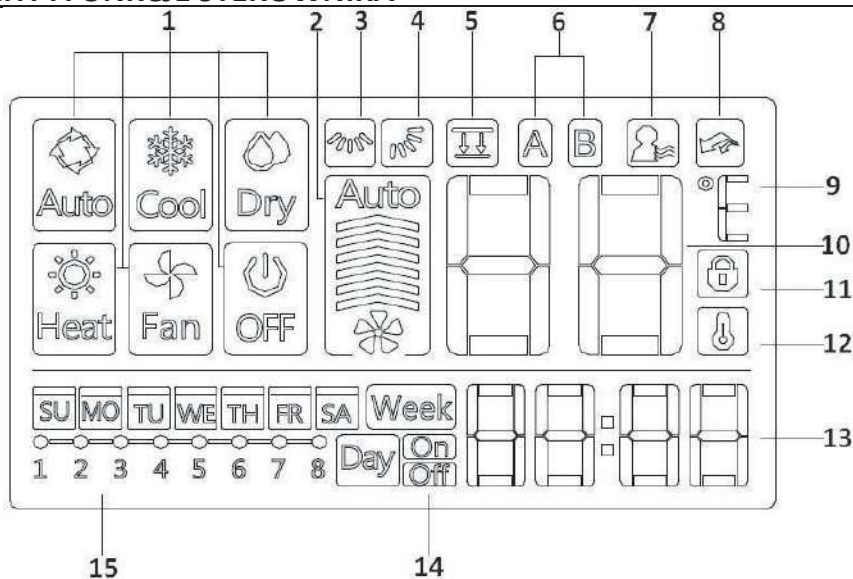 1 2 3 4 5 6 7 8
A B
Auto Cool Dry Auto
9
10
Heat Fan OFF
11
12
SU MO TU WE TH FR SA Week
Day On
Off
13
1 2 3 4 5 6 7 8
15 14